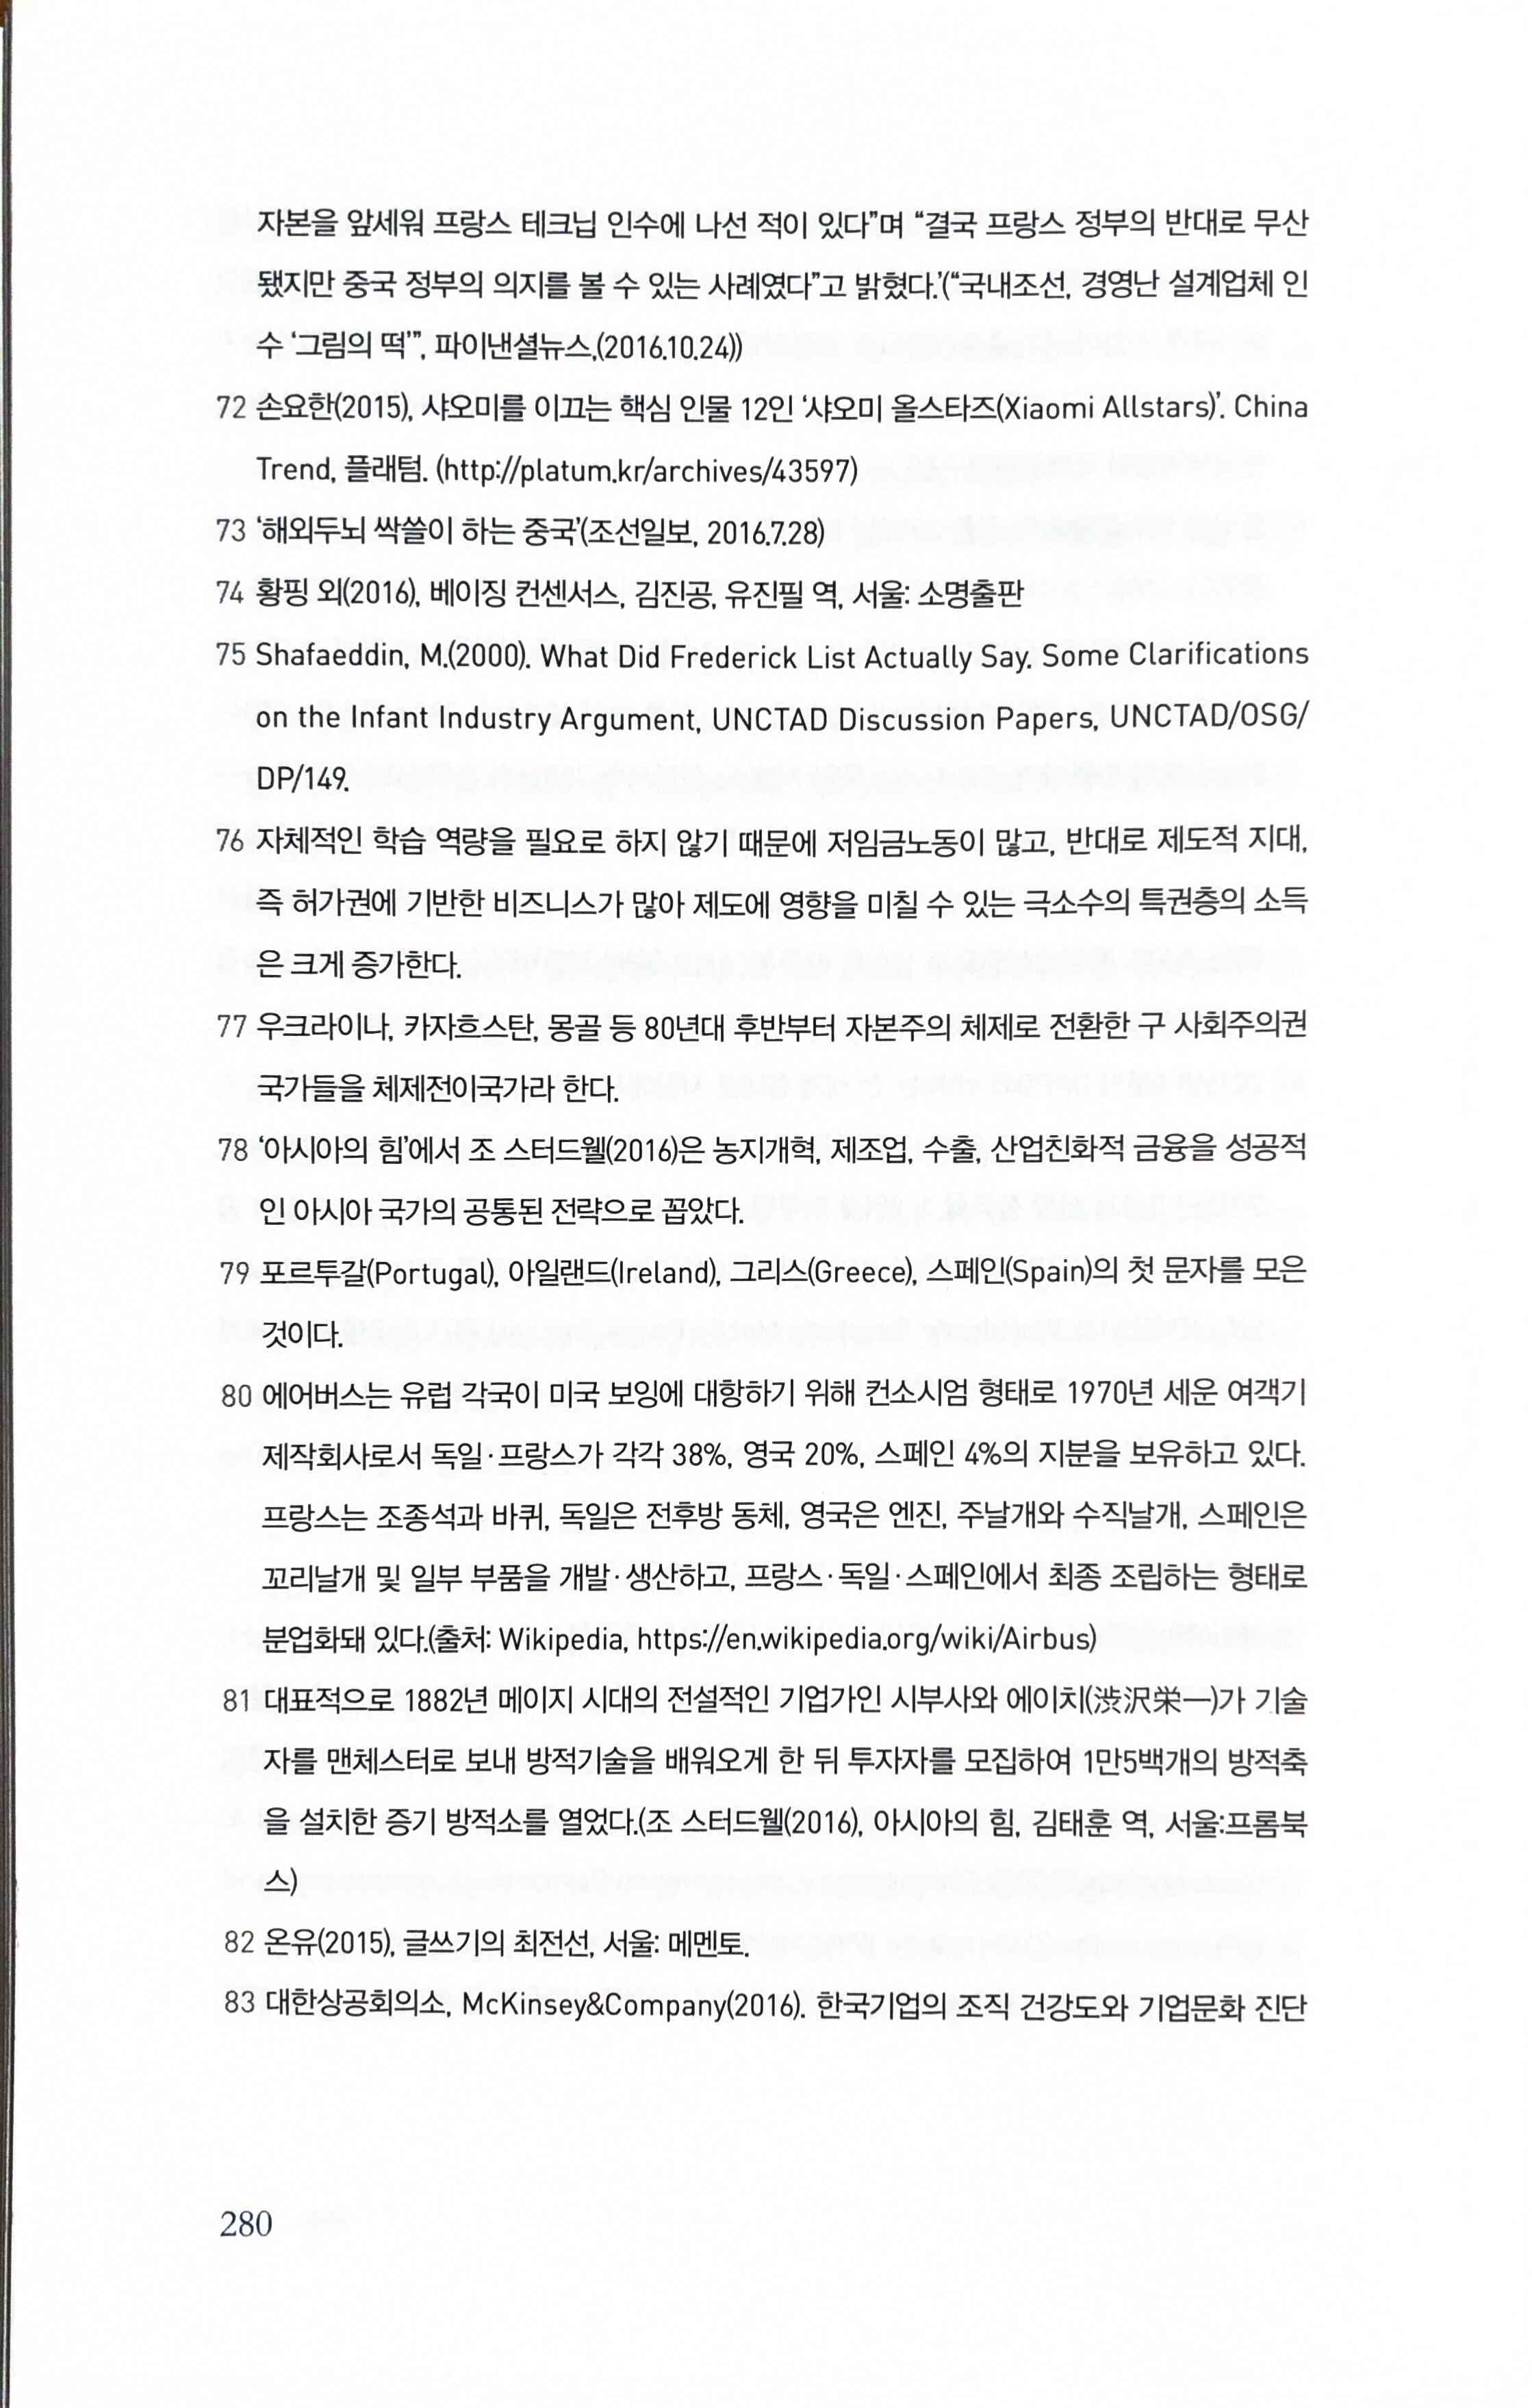 자본을 앞세워 프랑스 테크닙 인수에 나선 적이 있다”며 “결국 프랑스 정부의 반대로 무산
됐지만 중국 정부의 의지를 볼 수 있는 사례였다”고 밝혔다.’(“국내조선, 경영난 설계업체 인
수 ‘그림의 떡’”, 파이낸셜뉴스,(2016.10.24))
72 손요한(2015), 샤오미를 이끄는 핵심 인물 12인 ‘샤오미 올스타즈(Xiaomi Allstars)’. China
Trend, 플래텀. (http://platum.kr/archives/43597)
73 ‘해외두뇌 싹쓸이 하는 중국’(조선일보, 2016.7.28)
74 황핑 외(2016), 베이징 컨센서스, 김진공, 유진필 역, 서울: 소명출판
75 Shafaeddin, M.(2000). What Did Frederick List Actually Say. Some Clarifications
on the Infant Industry Argument, UNCTAD Discussion Papers, UNCTAD/OSG/
DP/149.
76 자체적인 학습 역량을 필요로 하지 않기 때문에 저임금노동이 많고, 반대로 제도적 지대,
즉 허가권에 기반한 비즈니스가 많아 제도에 영향을 미칠 수 있는 극소수의 특권층의 소득
은 크게 증가한다.
77 우크라이나, 카자흐스탄, 몽골 등 80년대 후반부터 자본주의 체제로 전환한 구 사회주의권
국가들을 체제전이국가라 한다.
78 ‘아시아의 힘’에서 조 스터드웰(2016)은 농지개혁, 제조업, 수출, 산업친화적 금융을 성공적
인 아시아 국가의 공통된 전략으로 꼽았다.
79 포르투갈(Portugal), 아일랜드(Ireland), 그리스(Greece), 스페인(Spain)의 첫 문자를 모은
것이다.
80 에어버스는 유럽 각국이 미국 보잉에 대항하기 위해 컨소시엄 형태로 1970년 세운 여객기
제작회사로서 독일·프랑스가 각각 38%, 영국 20%, 스페인 4%의 지분을 보유하고 있다.
프랑스는 조종석과 바퀴, 독일은 전후방 동체, 영국은 엔진, 주날개와 수직날개, 스페인은
꼬리날개 및 일부 부품을 개발·생산하고, 프랑스·독일·스페인에서 최종 조립하는 형태로
분업화돼 있다.(출처: Wikipedia, https://en.wikipedia.org/wiki/Airbus)
81 대표적으로 1882년 메이지 시대의 전설적인 기업가인 시부사와 에이치(渋沢栄一)가 기술
자를 맨체스터로 보내 방적기술을 배워오게 한 뒤 투자자를 모집하여 1만5백개의 방적축
을 설치한 증기 방적소를 열었다.(조 스터드웰(2016), 아시아의 힘, 김태훈 역, 서울:프롬북
스)
82 온유(2015), 글쓰기의 최전선, 서울: 메멘토.
83 대한상공회의소, McKinsey&Company(2016). 한국기업의 조직 건강도와 기업문화 진단
280